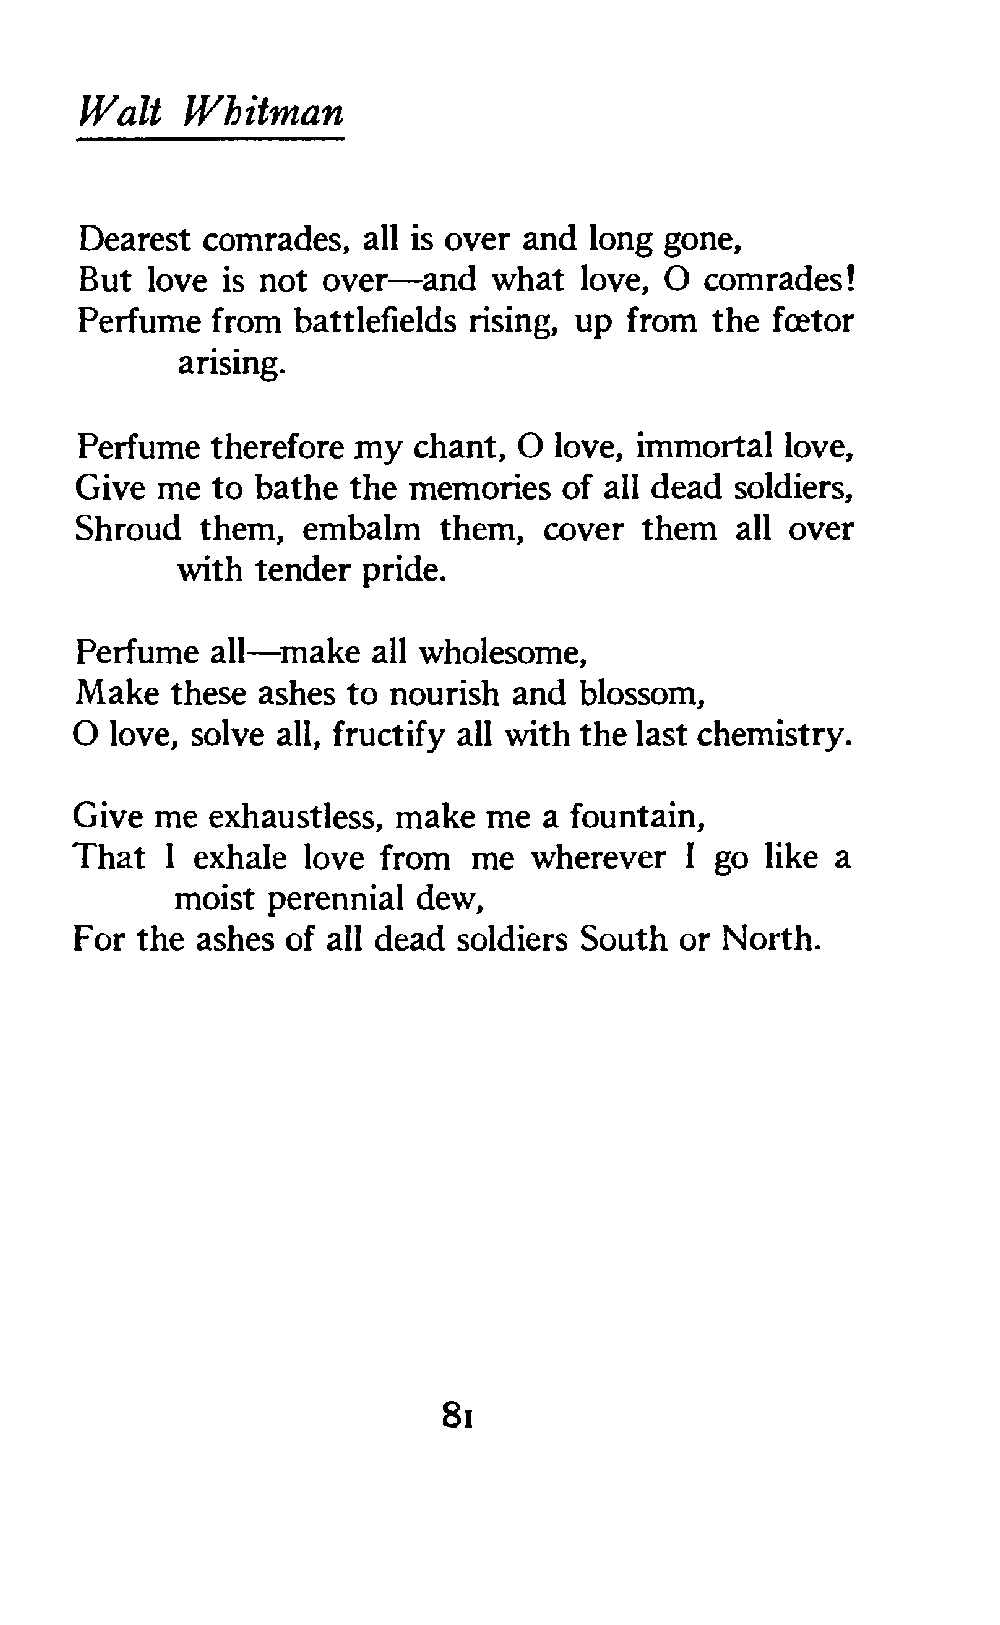 Walt Whitman
Dearest comrades, all is over and long gone,
But love is not over—and what love, O comrades!
Perfume from battlefields rising, up from the fœtor
arising.
Perfume therefore my chant, O love, immortal love,
Give me to bathe the memories of all dead soldiers,
Shroud them, embalm them, cover them all over
with tender pride.
Perfume all—make all wholesome,
Make these ashes to nourish and blossom,
O love, solve all, fructify all with the last chemistry.
Give me exhaustless, make me a fountain,
That I exhale love from me wherever I go like a
moist perennial dew,
For the ashes of all dead soldiers South or North.
81